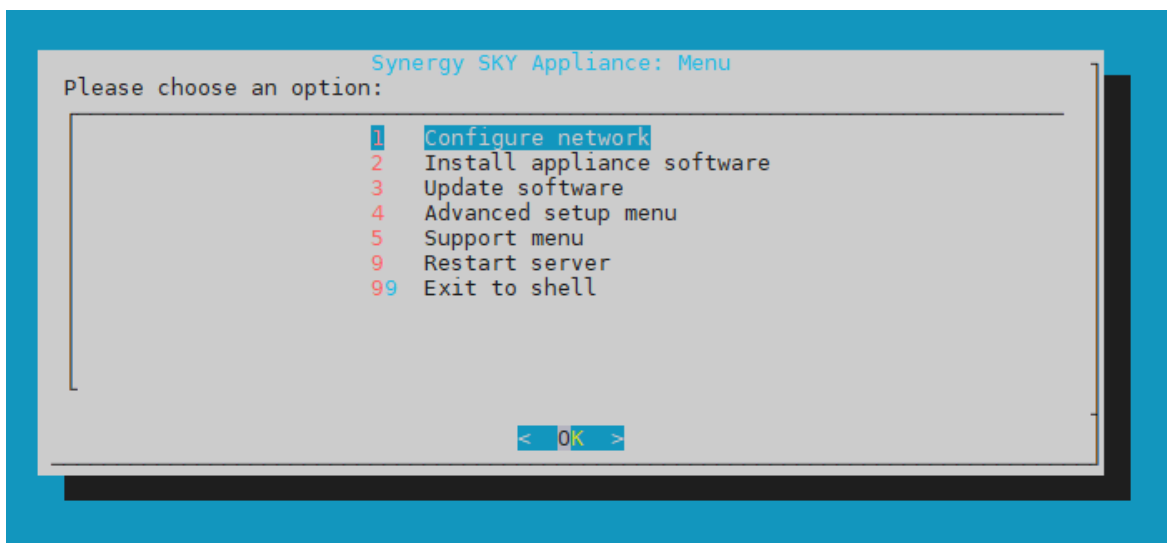 Synergy SKY Appliance: Menu
Please choose an option:
1 Configure network
2 Install appliance software
3 Update software
4 Advanced setup menu
5 Support menu
9 Restart server
99 Exit to shell
< OK >